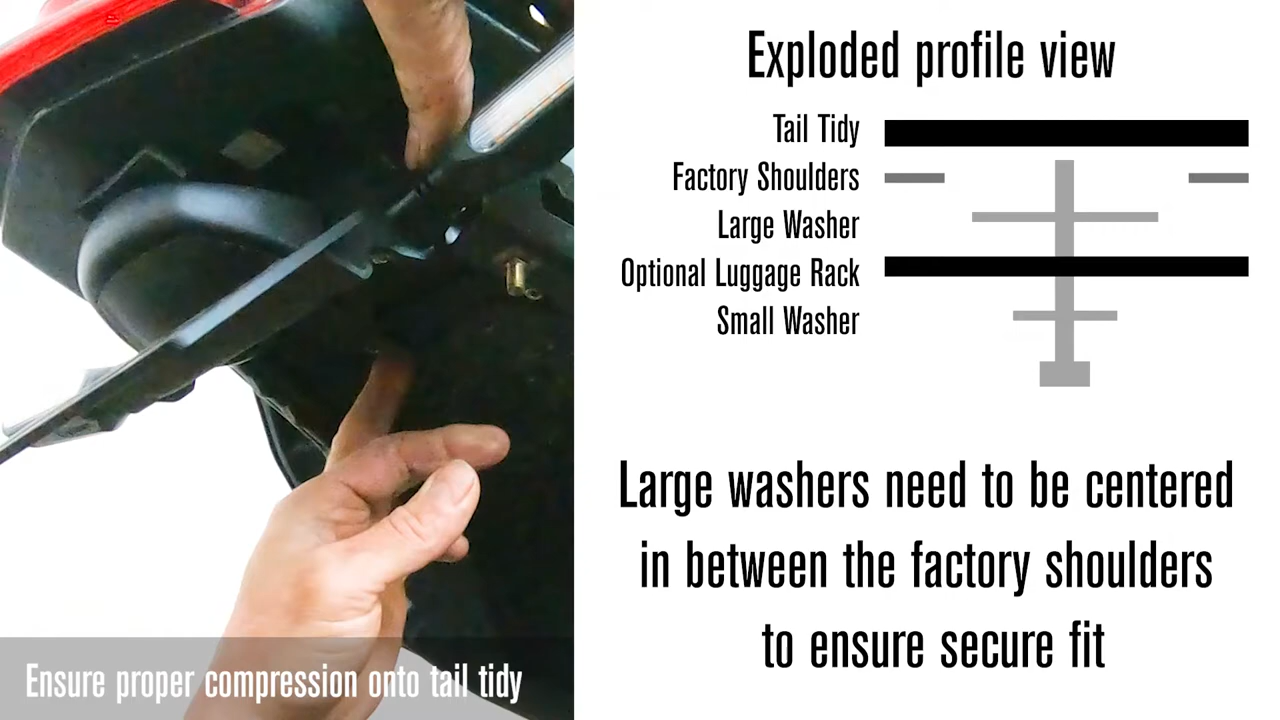 Exploded profile view
Tail Tidy
Factory Shoulders
Large Washer
Optional Luggage Rack
Small Washer
Large washers need to be centered
in between the factory shoulders
to ensure secure fit
Ensure proper compression onto tail tidy